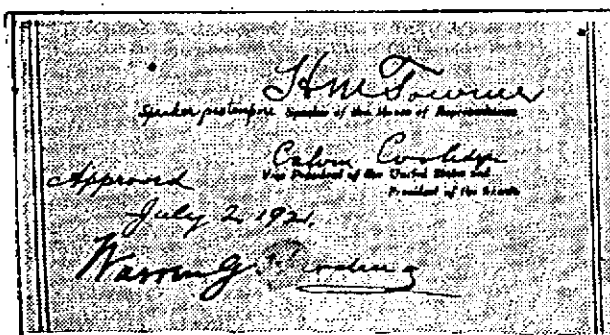 H M Towner
Speaker pro tempore Speaker of the House of Representatives.
Calvin Coolidge
Vice President of the United States and
President of the Senate
Approved
July 2 1921.
Warren G Harding